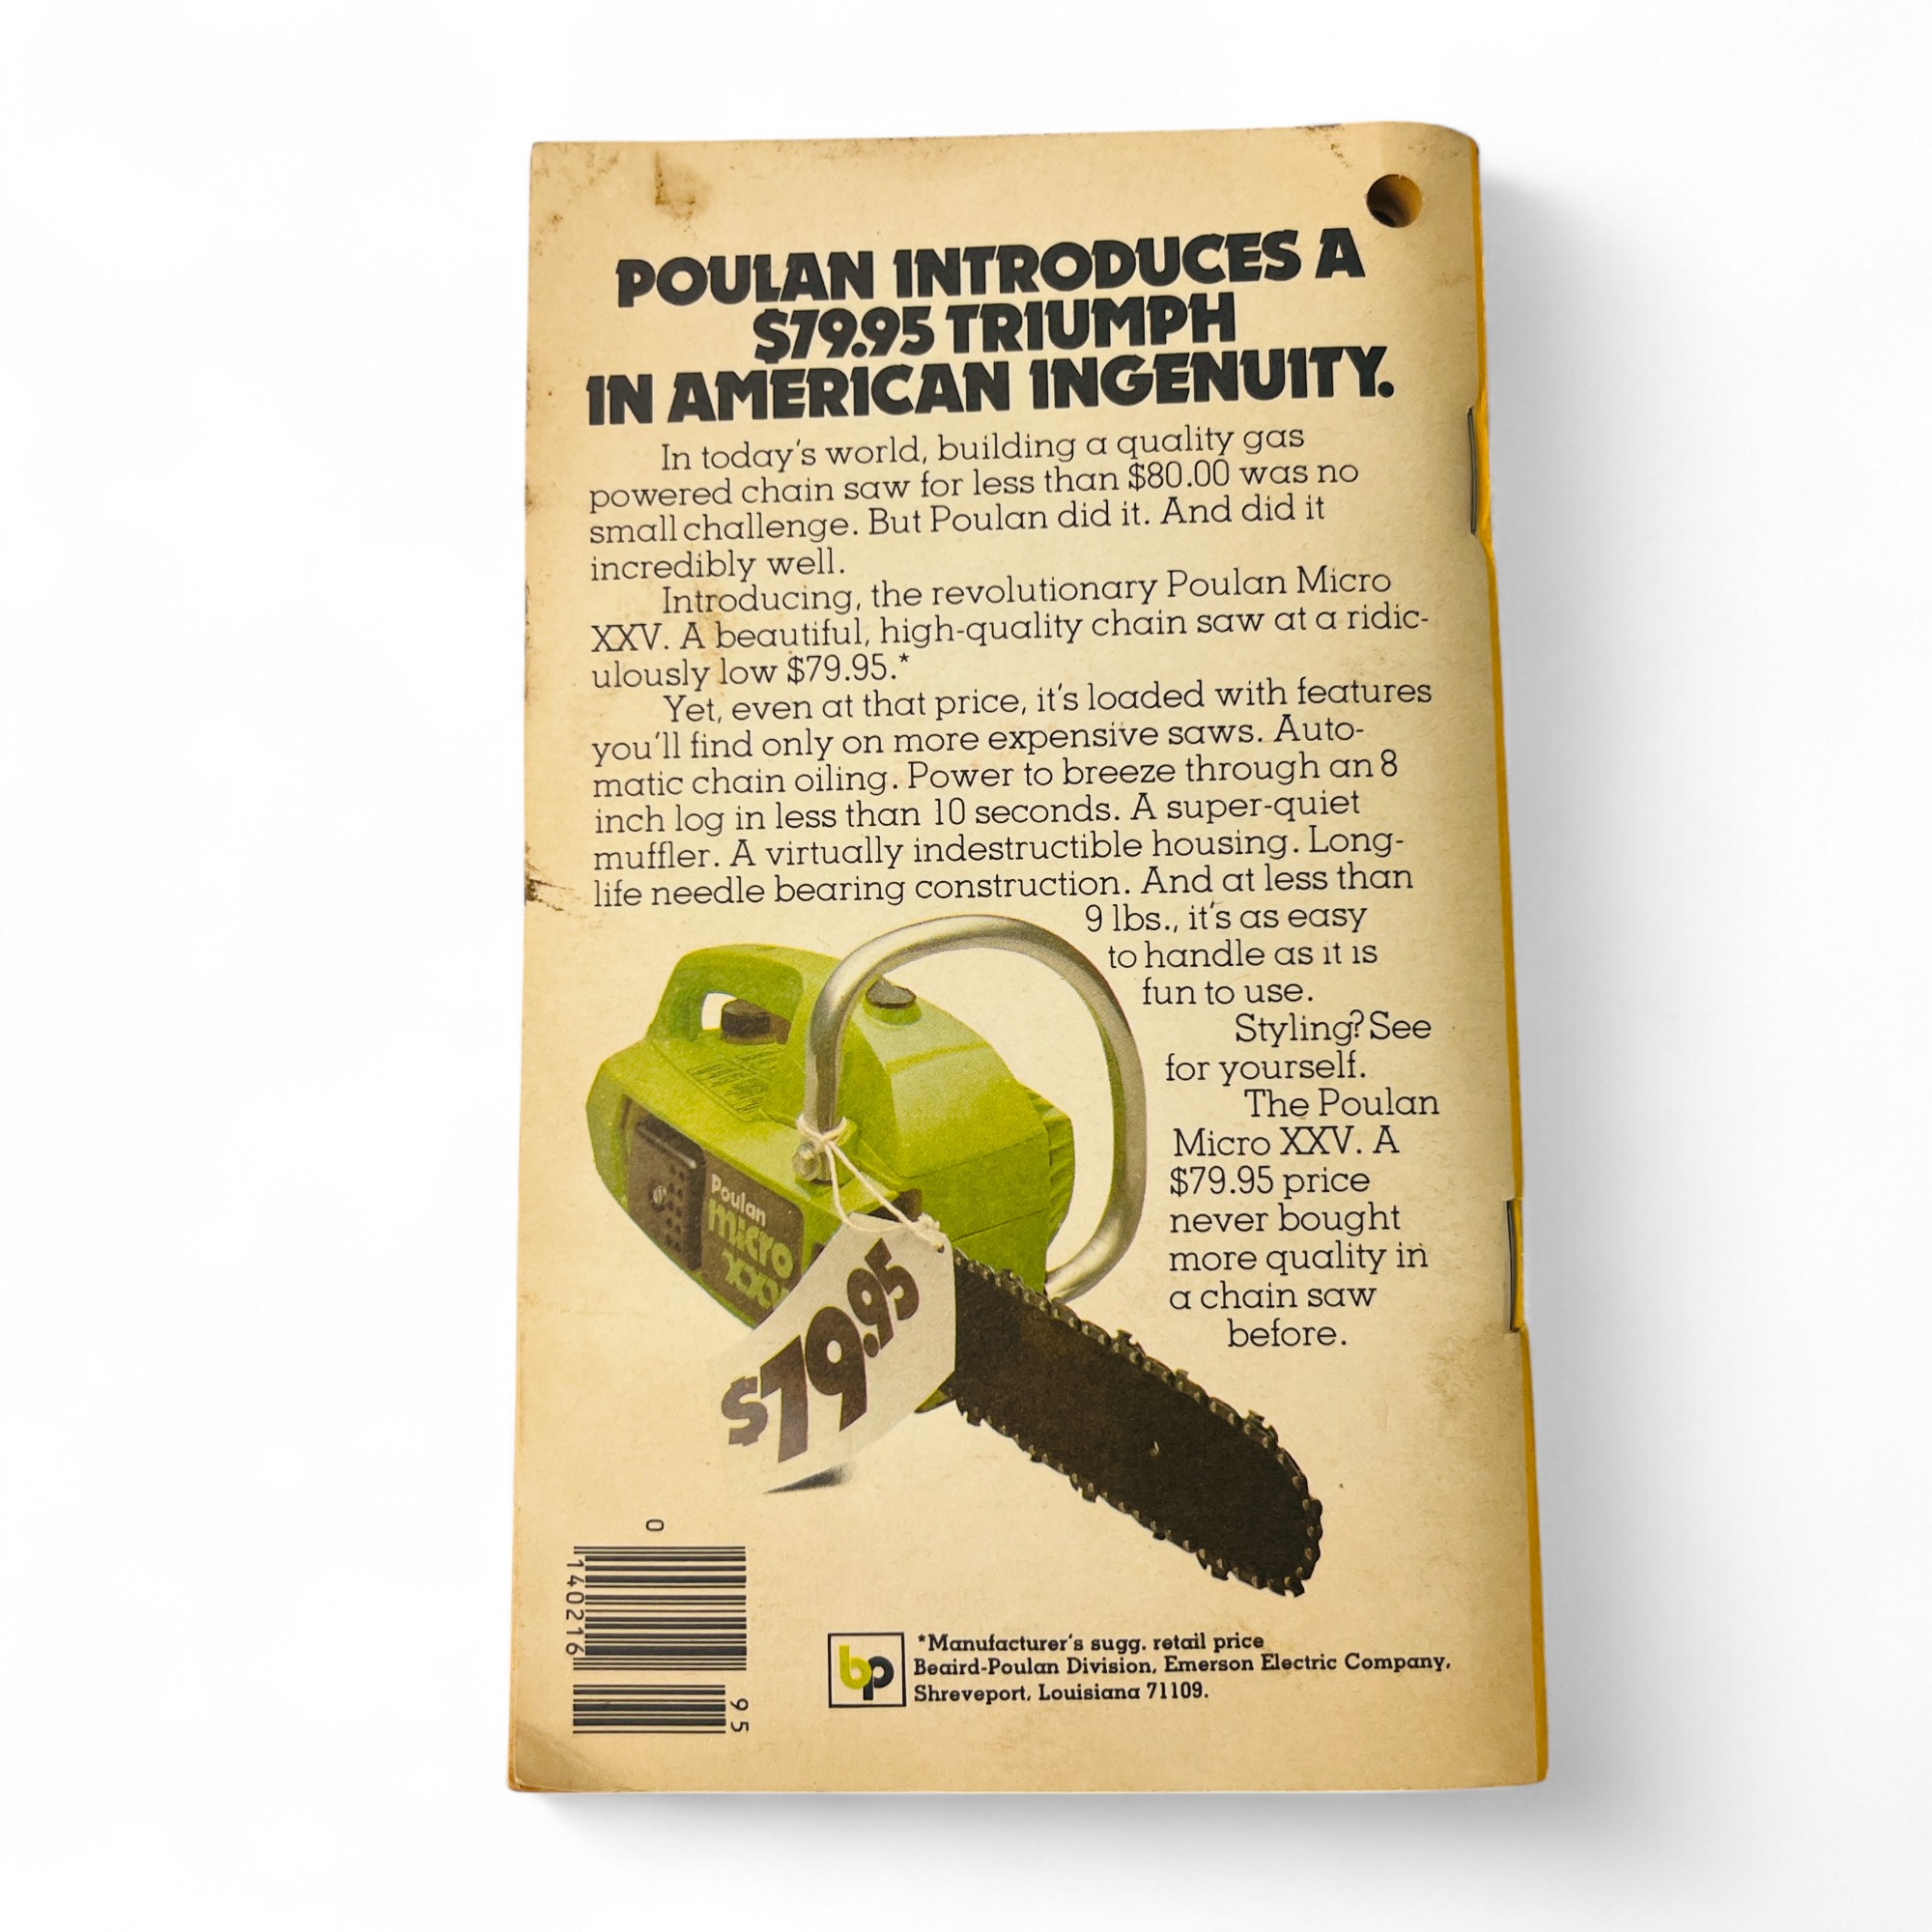 POULAN INTRODUCES A
$79.95 TRIUMPH
IN AMERICAN INGENUITY.
In today's world, building a quality gas
powered chain saw for less than $80.00 was no
small challenge. But Poulan did it. And did it
incredibly well.
Introducing, the revolutionary Poulan Micro
XXV. A beautiful, high-quality chain saw at a ridic-
ulously low $79.95.*
Yet, even at that price, it's loaded with features
you'll find only on more expensive saws. Auto-
matic chain oiling. Power to breeze through an 8
inch log in less than 10 seconds. A super-quiet
muffler. A virtually indestructible housing. Long-
life needle bearing construction. And at less than
9 lbs., it's as easy
to handle as it is
fun to use.
Styling? See
for yourself.
The Poulan
Micro XXV. A
$79.95 price
never bought
more quality in
a chain saw
before.
Poulan
micro
XXV
$79.95
0
140216
95
bp
*Manufacturer's sugg. retail price
Beaird-Poulan Division, Emerson Electric Company,
Shreveport, Louisiana 71109.